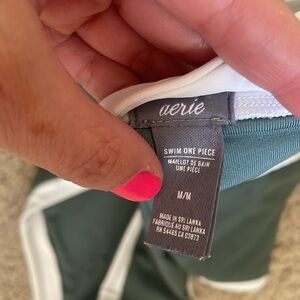 aerie
SWIM ONE PIECE
MAILLOT DE BAIN
UNE PIÈCE
M/M
MADE IN SRI LANKA
FABRIQUÉ AU SRI LANKA
RN 54485 CA 03873